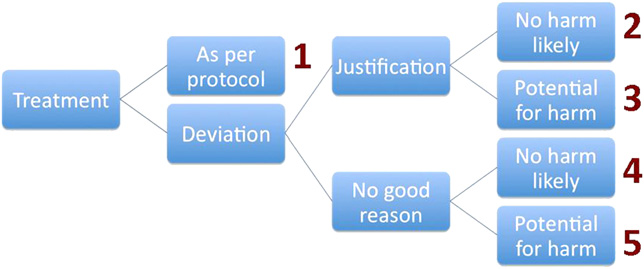 Treatment
As per
protocol
1
Deviation
Justification
No harm
likely
2
Potential
for harm
3
No good
reason
No harm
likely
4
Potential
for harm
5